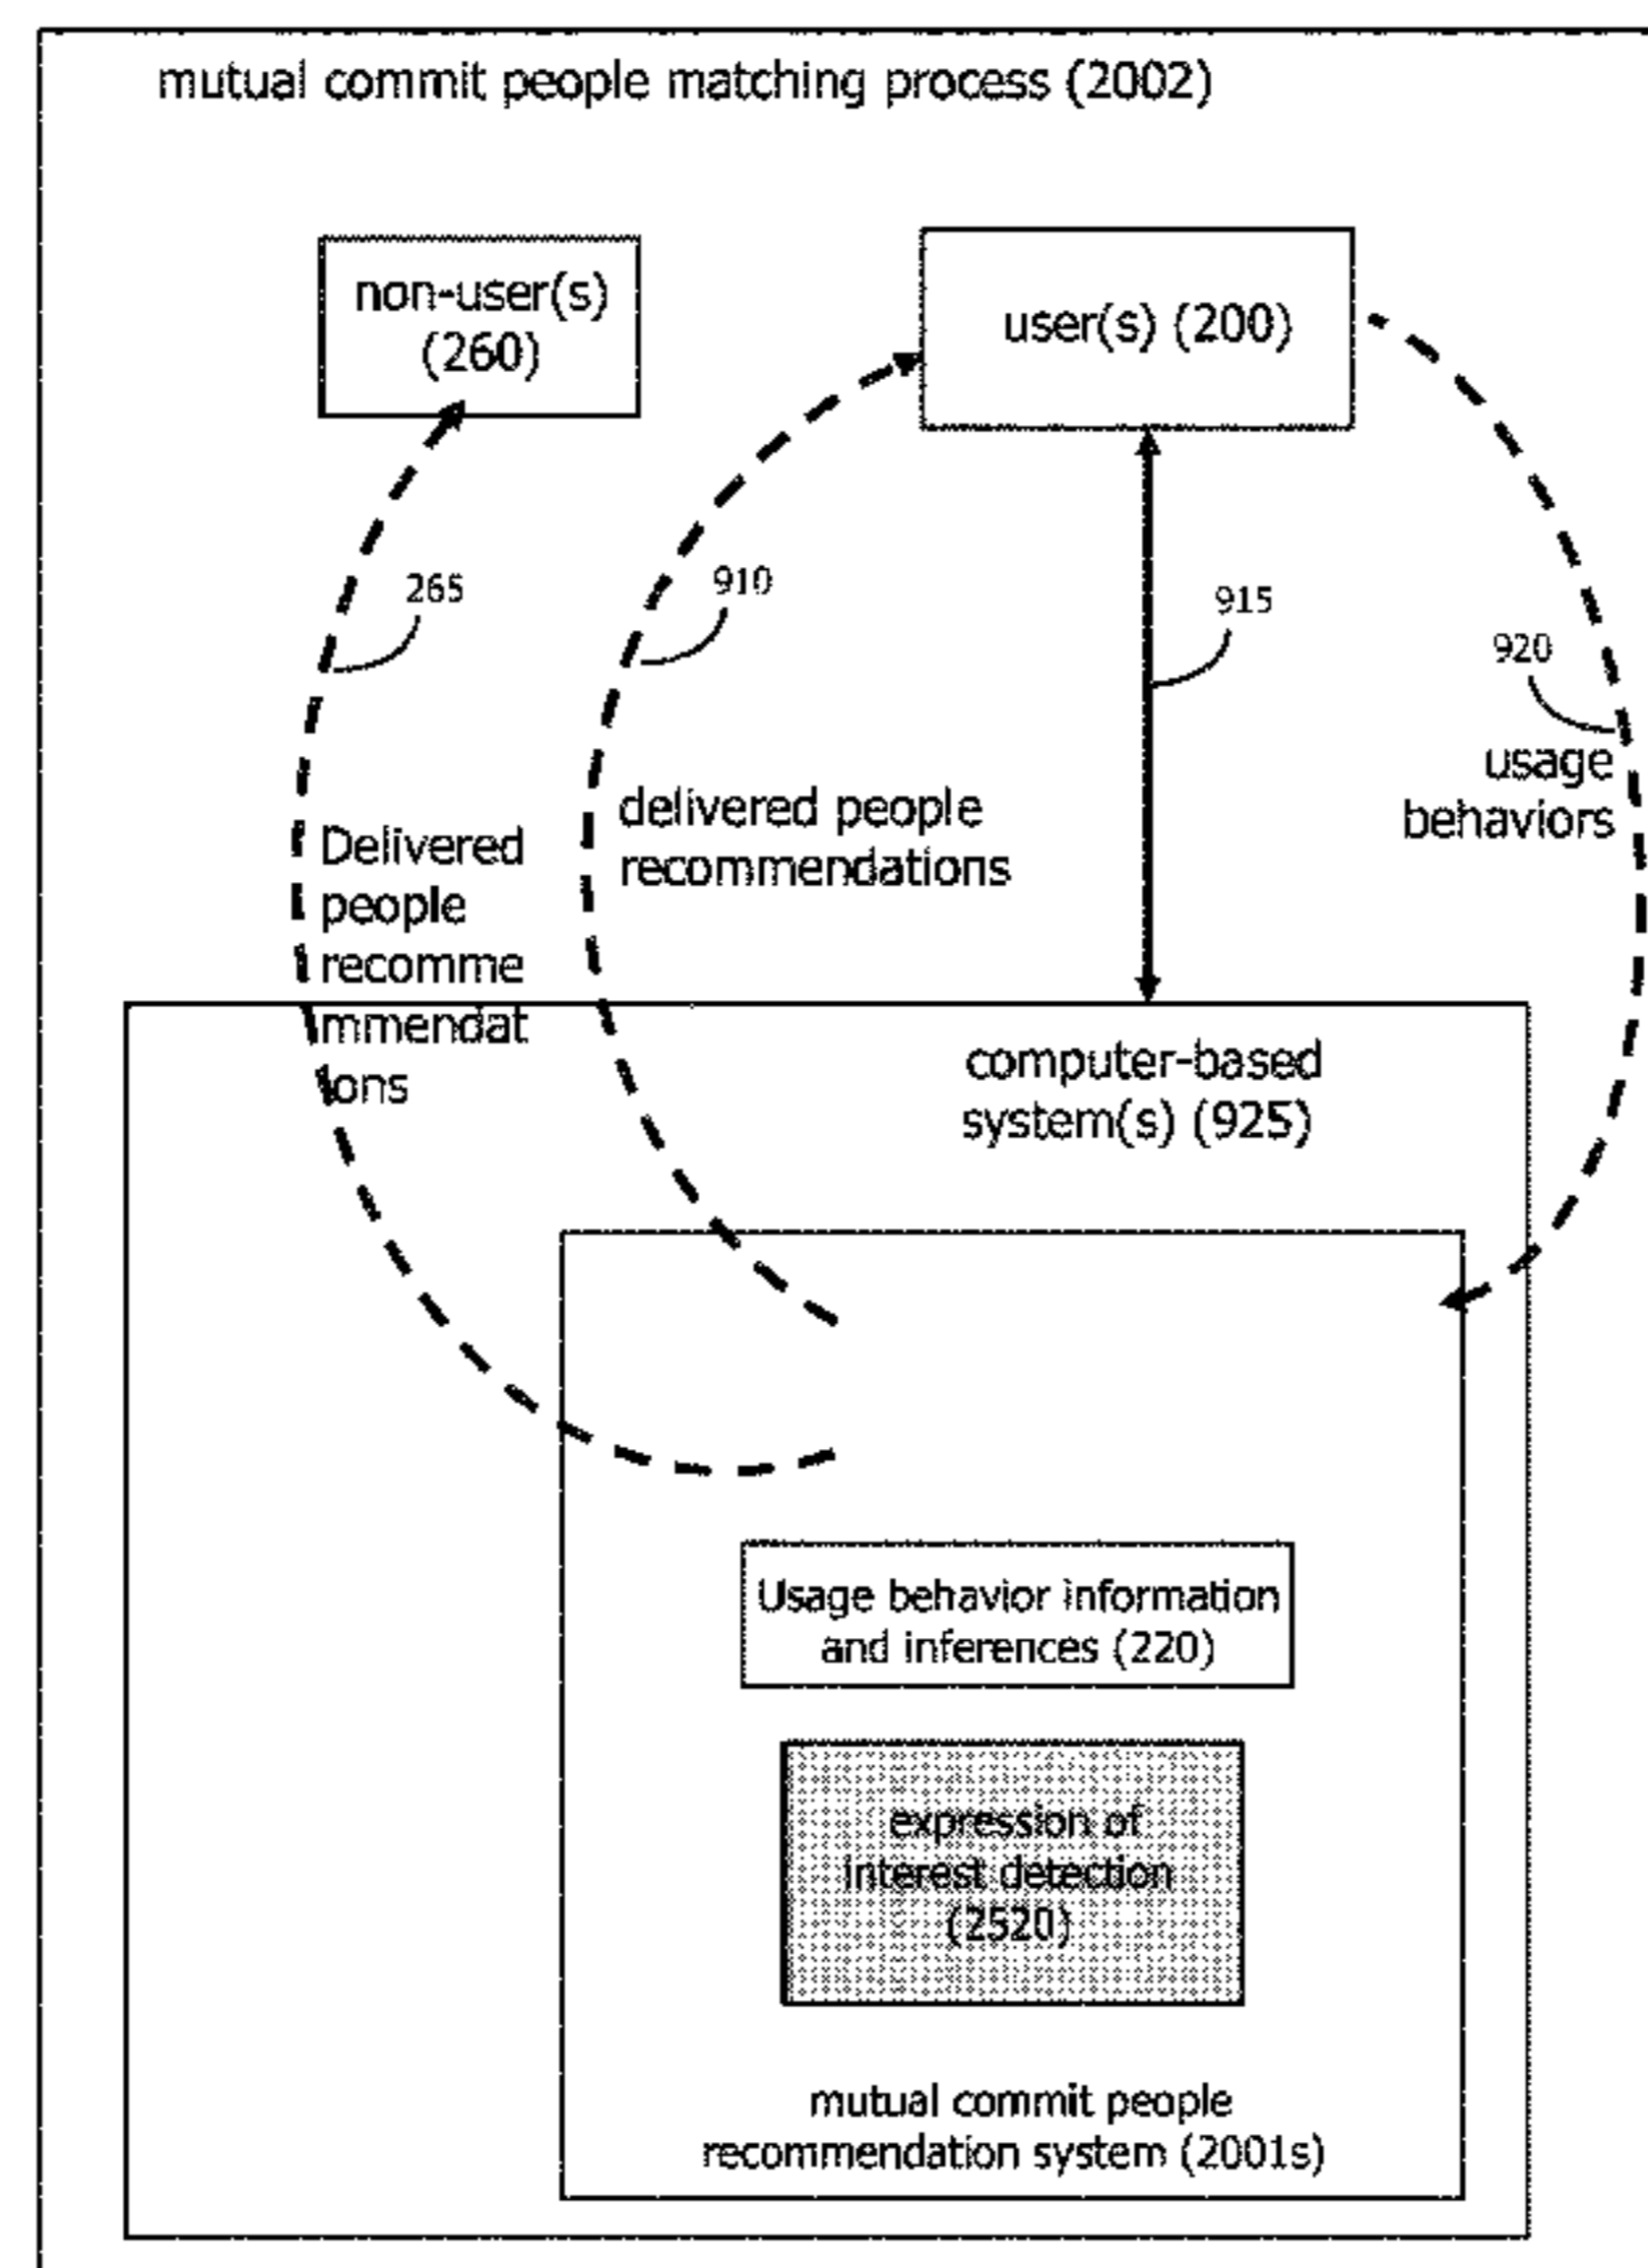 mutual commit people matching process (2002)
non-user(s)
(260)
user(s) (200)
265
910
915
920
usage
behaviors
delivered people
recommendations
Delivered
people
recomme
mmendat
ions
computer-based
system(s) (925)
Usage behavior information
and inferences (220)
expression of
interest detection
(2520)
mutual commit people
recommendation system (2001s)